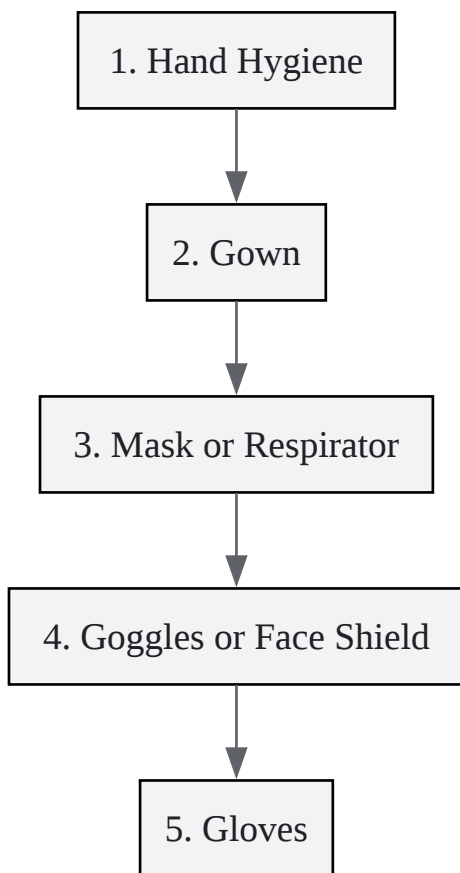 1. Hand Hygiene
2. Gown
3. Mask or Respirator
4. Goggles or Face Shield
5. Gloves